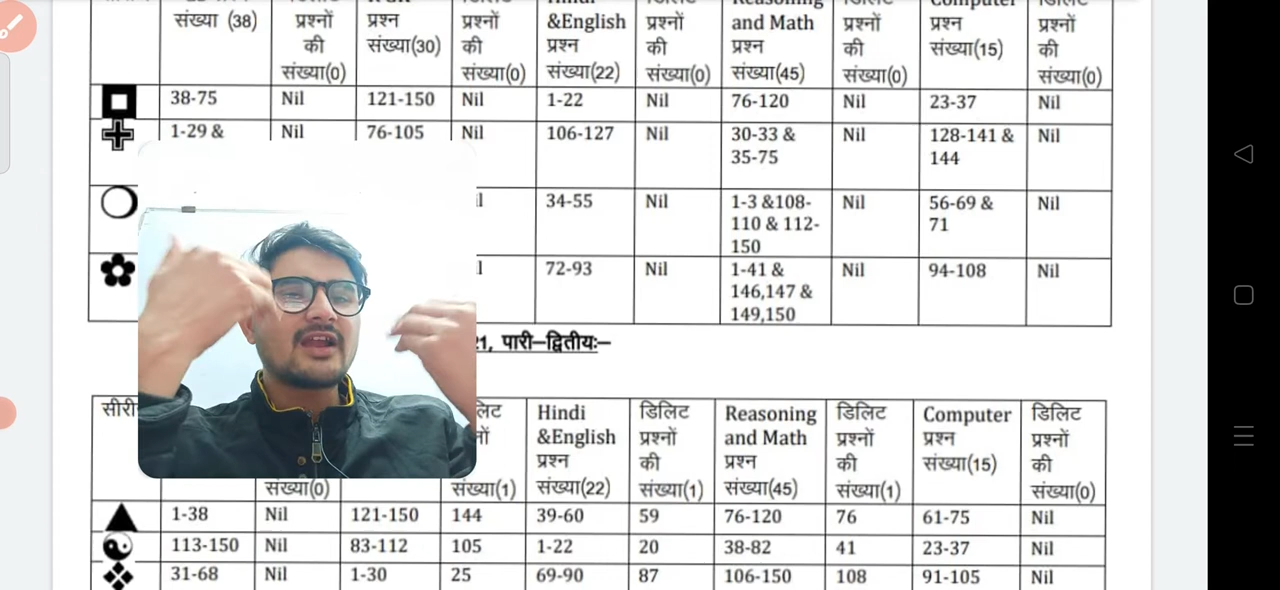 संख्या (38) प्रश्नों की संख्या(0) प्रश्न संख्या(30) प्रश्नों की संख्या(0) &English प्रश्न संख्या(22) प्रश्नों की संख्या(0) and Math प्रश्न संख्या(45) प्रश्नों की संख्या(0) प्रश्न संख्या(15) प्रश्नों की संख्या(0)
38-75 Nil 121-150 Nil 1-22 Nil 76-120 Nil 23-37 Nil
1-29 & Nil 76-105 Nil 106-127 Nil 30-33 & 35-75 Nil 128-141 & 144 Nil
34-55 Nil 1-3 &108-110 & 112-150 Nil 56-69 & 71 Nil
72-93 Nil 1-41 & 146,147 & 149,150 Nil 94-108 Nil
21, पारी–द्वितीयः–
संख्या(0) संख्या(1) Hindi &English प्रश्न संख्या(22) डिलिट प्रश्नों की संख्या(1) Reasoning and Math प्रश्न संख्या(45) डिलिट प्रश्नों की संख्या(1) Computer प्रश्न संख्या(15) डिलिट प्रश्नों की संख्या(0)
1-38 Nil 121-150 144 39-60 59 76-120 76 61-75 Nil
113-150 Nil 83-112 105 1-22 20 38-82 41 23-37 Nil
31-68 Nil 1-30 25 69-90 87 106-150 108 91-105 Nil